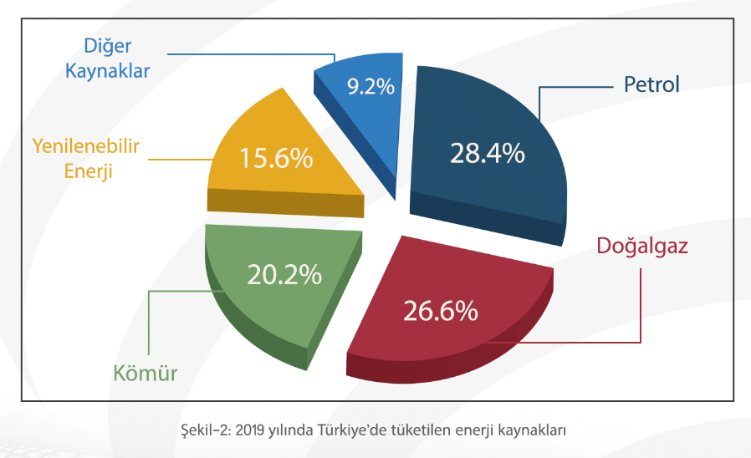 Diğer
Kaynaklar
9.2%
Petrol
28.4%
Yenilenebilir
Enerji
15.6%
Doğalgaz
26.6%
20.2%
Kömür
Şekil-2: 2019 yılında Türkiye'de tüketilen enerji kaynakları